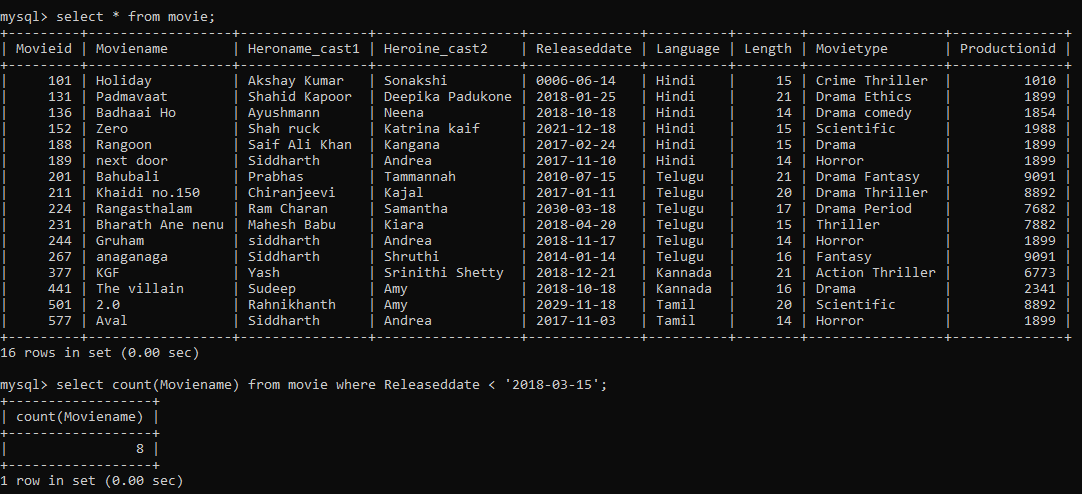 mysql> select * from movie;
+---------+------------------+---------------+-----------------+--------------+----------+--------+-----------------+--------------+
| Movieid | Moviename        | Heroname_cast1 | Heroine_cast2    | Releaseddate | Language | Length | Movietype       | Productionid |
+---------+------------------+---------------+-----------------+--------------+----------+--------+-----------------+--------------+
|     101 | Holiday          | Akshay Kumar   | Sonakshi         | 0006-06-14   | Hindi    |     15 | Crime Thriller  |         1010 |
|     131 | Padmavaat        | Shahid Kapoor  | Deepika Padukone | 2018-01-25   | Hindi    |     21 | Drama Ethics    |         1899 |
|     136 | Badhaai Ho       | Ayushmann      | Neena            | 2018-10-18   | Hindi    |     14 | Drama comedy    |         1854 |
|     152 | Zero             | Shah ruck      | Katrina kaif     | 2021-12-18   | Hindi    |     15 | Scientific      |         1988 |
|     188 | Rangoon          | Saif Ali Khan  | Kangana          | 2017-02-24   | Hindi    |     15 | Drama           |         1899 |
|     189 | next door        | Siddharth      | Andrea           | 2017-11-10   | Hindi    |     14 | Horror          |         1899 |
|     201 | Bahubali         | Prabhas        | Tammannah        | 2010-07-15   | Telugu   |     21 | Drama Fantasy   |         9091 |
|     211 | Khaidi no.150    | Chiranjeevi    | Kajal            | 2017-01-11   | Telugu   |     20 | Drama Thriller  |         8892 |
|     224 | Rangasthalam     | Ram Charan     | Samantha         | 2030-03-18   | Telugu   |     17 | Drama Period    |         7682 |
|     231 | Bharath Ane nenu | Mahesh Babu    | Kiara            | 2018-04-20   | Telugu   |     15 | Thriller        |         7882 |
|     244 | Gruham           | siddharth      | Andrea           | 2018-11-17   | Telugu   |     14 | Horror          |         1899 |
|     267 | anaganaga        | Siddharth      | Shruthi          | 2014-01-14   | Telugu   |     16 | Fantasy         |         9091 |
|     377 | KGF              | Yash           | Srinithi Shetty  | 2018-12-21   | Kannada  |     21 | Action Thriller |         6773 |
|     441 | The villain      | Sudeep         | Amy              | 2018-10-18   | Kannada  |     16 | Drama           |         2341 |
|     501 | 2.0              | Rahnikhanth    | Amy              | 2029-11-18   | Tamil    |     20 | Scientific      |         8892 |
|     577 | Aval             | Siddharth      | Andrea           | 2017-11-03   | Tamil    |     14 | Horror          |         1899 |
+---------+------------------+---------------+-----------------+--------------+----------+--------+-----------------+--------------+
16 rows in set (0.00 sec)
mysql> select count(Moviename) from movie where Releaseddate < '2018-03-15';
+------------------+
| count(Moviename) |
+------------------+
|                8 |
+------------------+
1 row in set (0.00 sec)